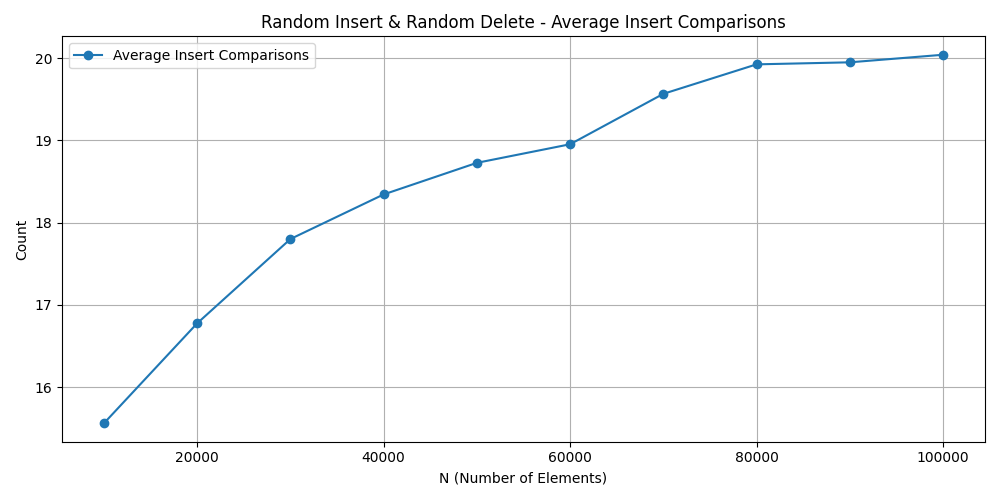 Random Insert & Random Delete - Average Insert Comparisons
Average Insert Comparisons
Count
20
19
18
17
16
20000
40000
60000
80000
100000
N (Number of Elements)